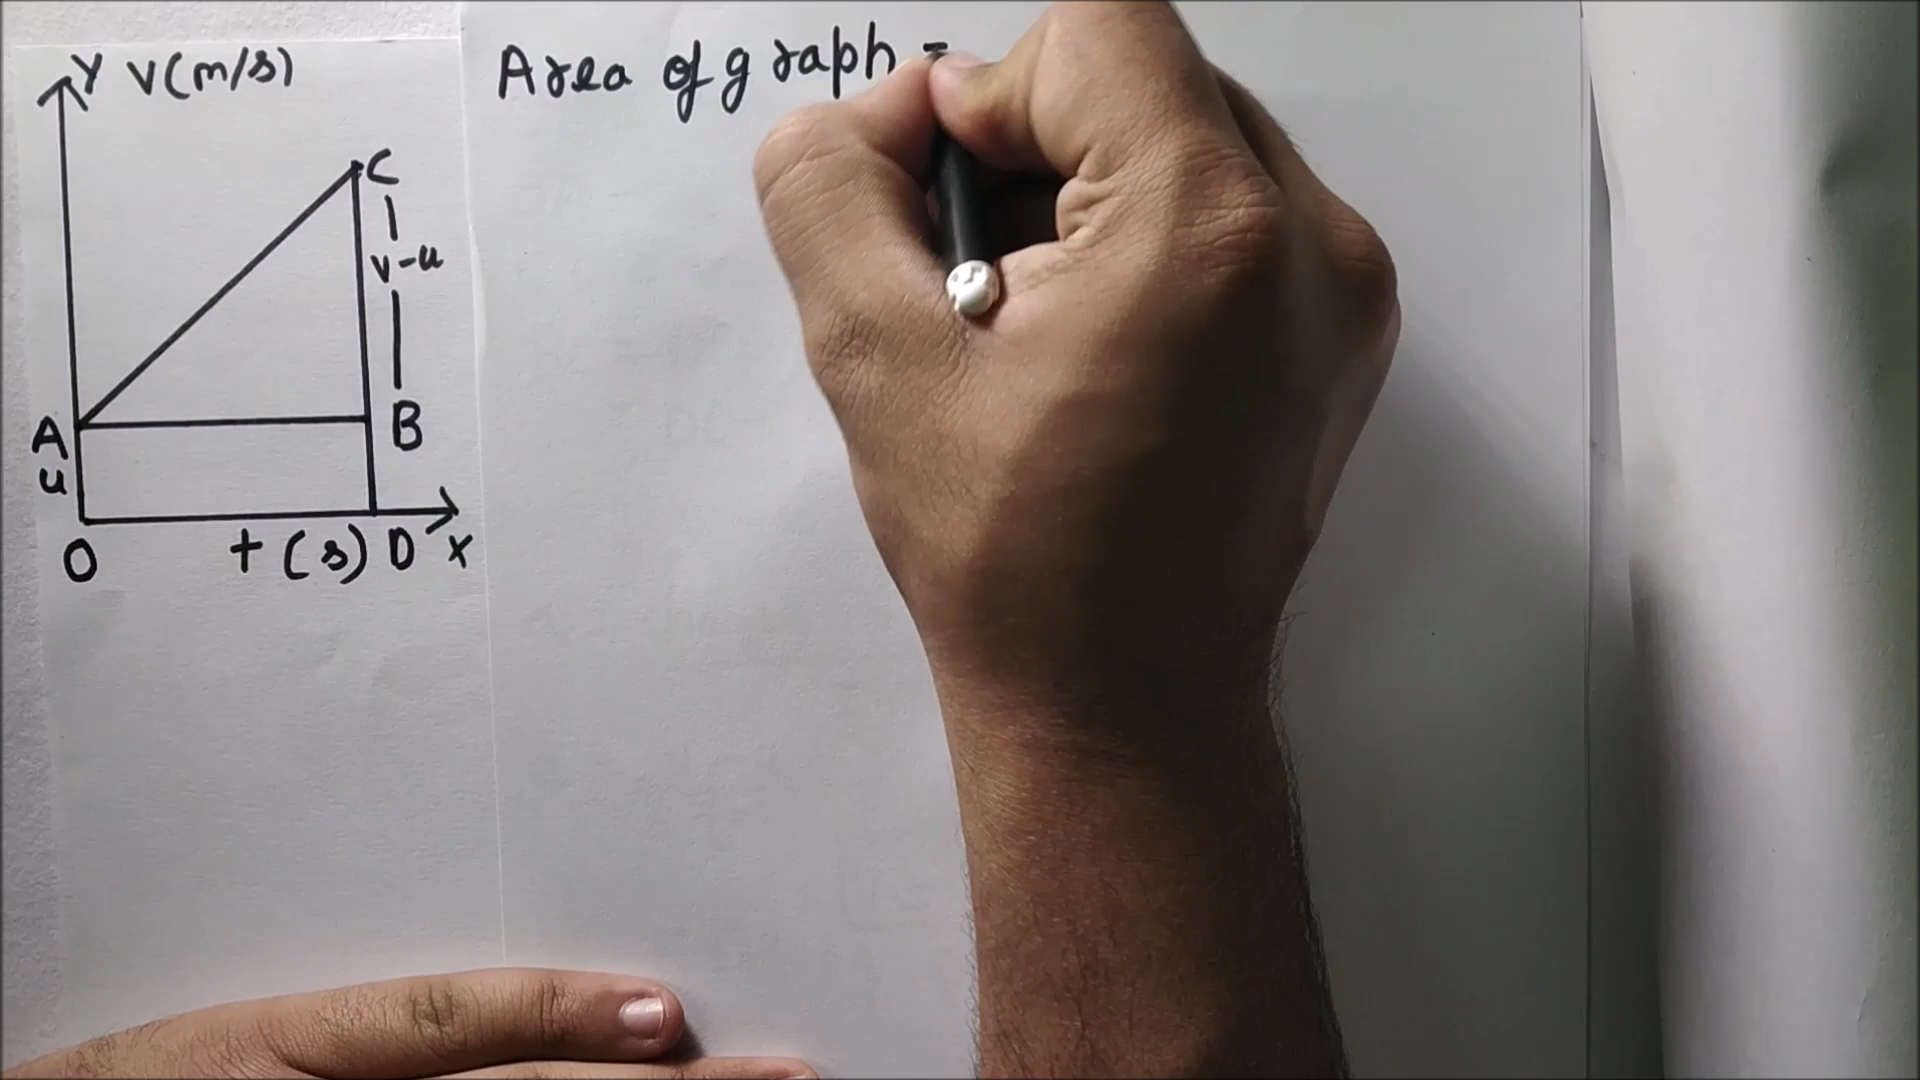 Y V(m/s)
Area of graph =
C
v-u
A
B
u
O t (s) D x